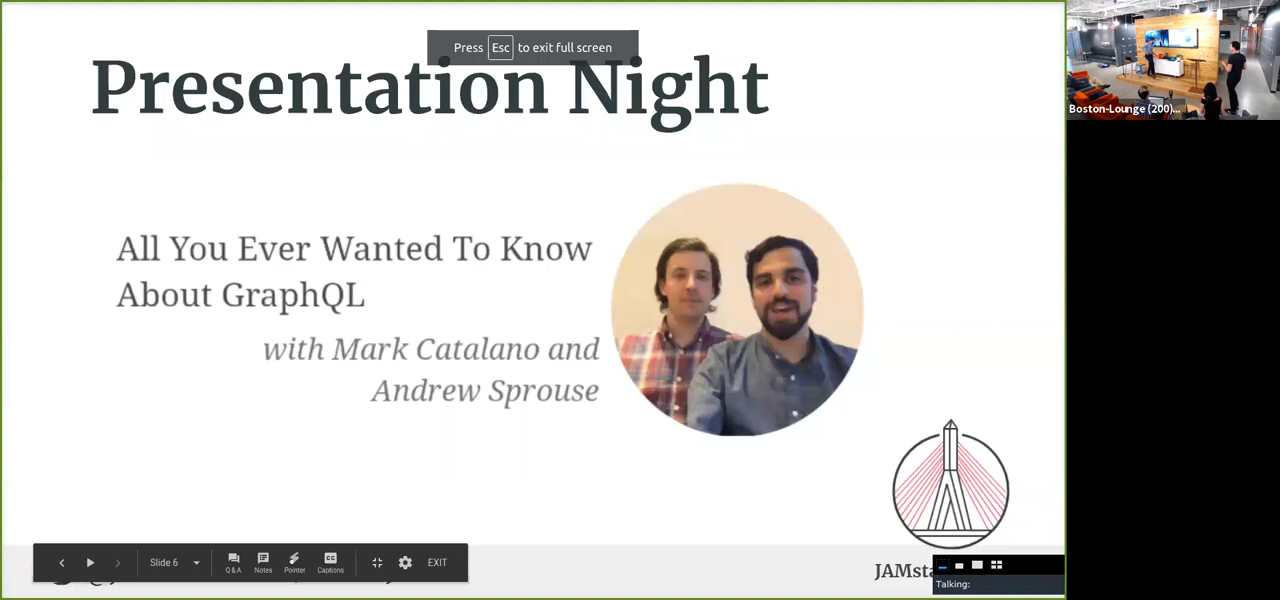 Presentation Night
Press Esc to exit full screen
Boston-Lounge (200)...
All You Ever Wanted To Know
About GraphQL
with Mark Catalano and
Andrew Sprouse
Slide 6
Q & A
Notes
Pointer
Captions
EXIT
Talking: